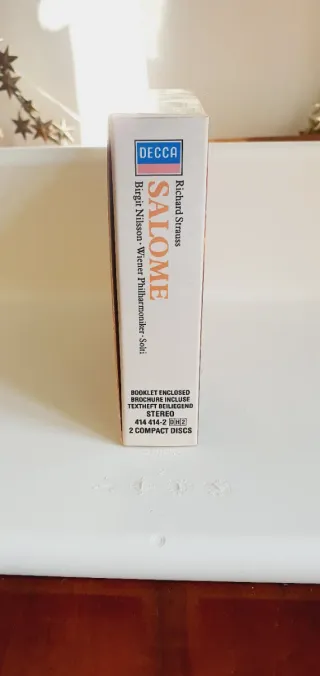 DECCA
Richard Strauss
SALOME
Birgit Nilsson · Wiener Philharmoniker · Solti
BOOKLET ENCLOSED
BROCHURE INCLUSE
TEXTHEFT BEILIEGEND
STEREO
414 414-2 DH2
2 COMPACT DISCS